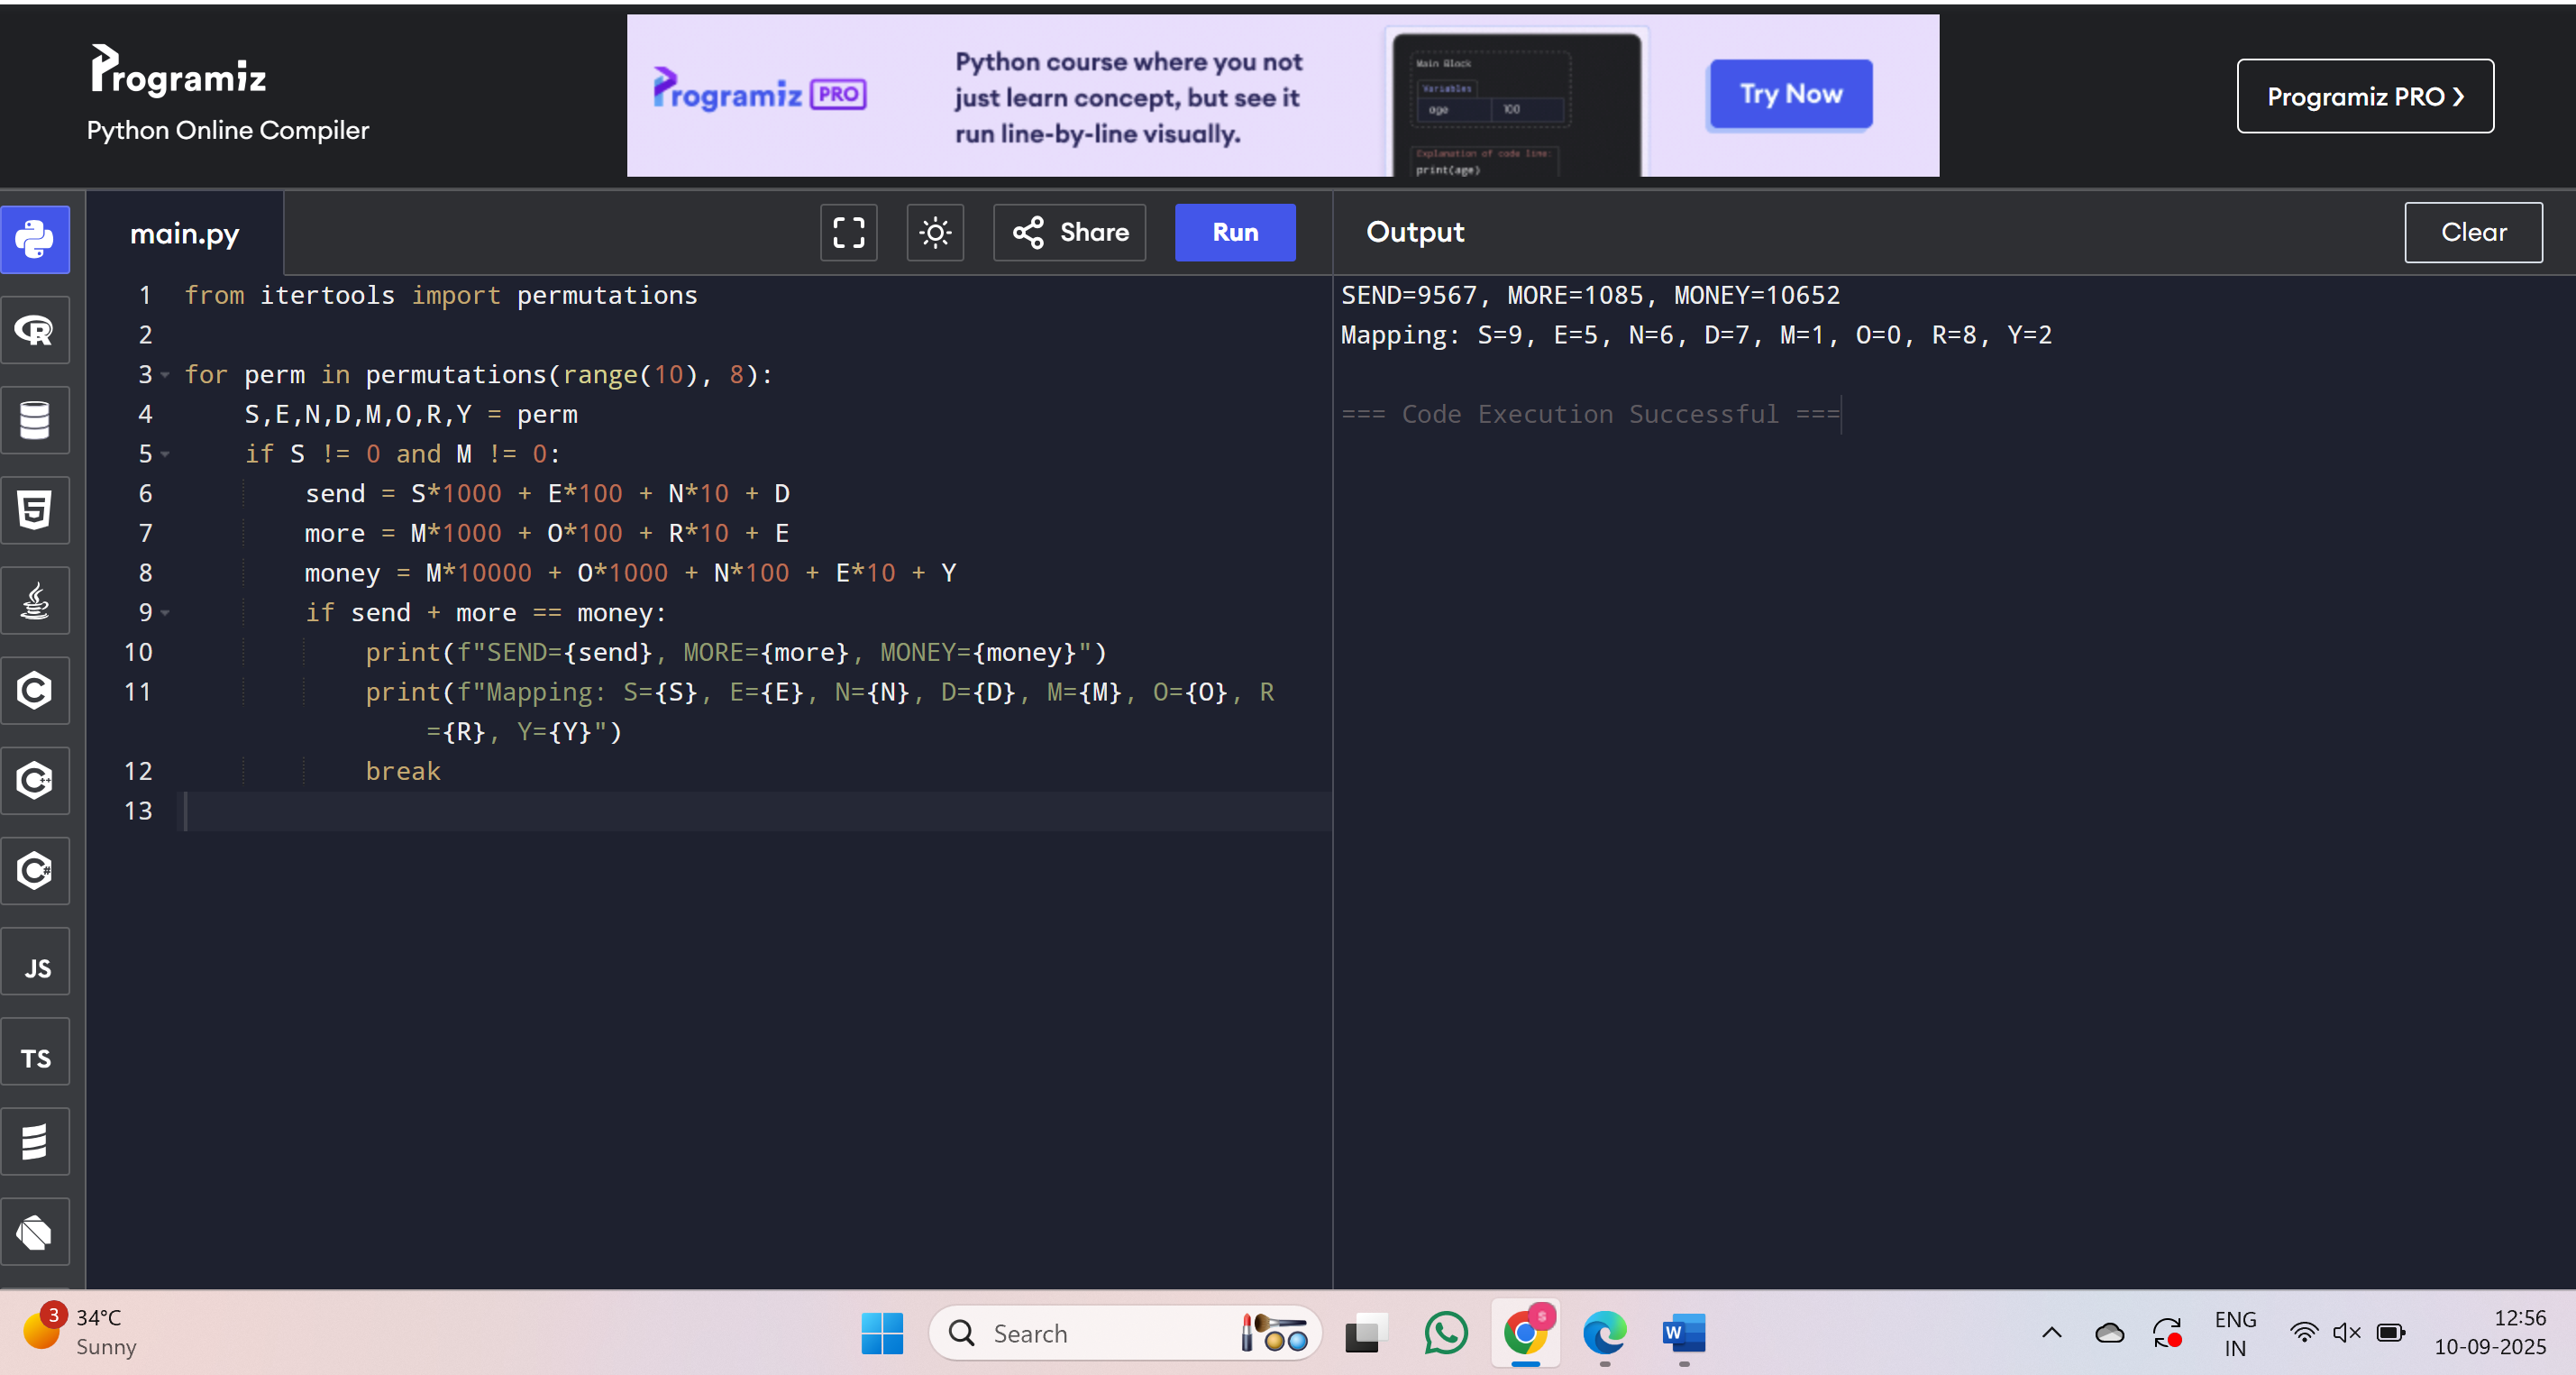 Programiz
Python Online Compiler
Programiz PRO
Python course where you not
just learn concept, but see it
run line-by-line visually.
Main Block
Variables
age 100
Explanation of code line:
print(age)
Try Now
Programiz PRO ❯
main.py
Share
Run
Output
Clear
1 from itertools import permutations
2
3 for perm in permutations(range(10), 8):
4     S,E,N,D,M,O,R,Y = perm
5     if S != 0 and M != 0:
6         send = S*1000 + E*100 + N*10 + D
7         more = M*1000 + O*100 + R*10 + E
8         money = M*10000 + O*1000 + N*100 + E*10 + Y
9         if send + more == money:
10             print(f"SEND={send}, MORE={more}, MONEY={money}")
11             print(f"Mapping: S={S}, E={E}, N={N}, D={D}, M={M}, O={O}, R
={R}, Y={Y}")
12             break
13
SEND=9567, MORE=1085, MONEY=10652
Mapping: S=9, E=5, N=6, D=7, M=1, O=0, R=8, Y=2
=== Code Execution Successful ===
R
5
C
C++
C#
JS
TS
3
34°C
Sunny
Search
S
W
ENG
IN
12:56
10-09-2025